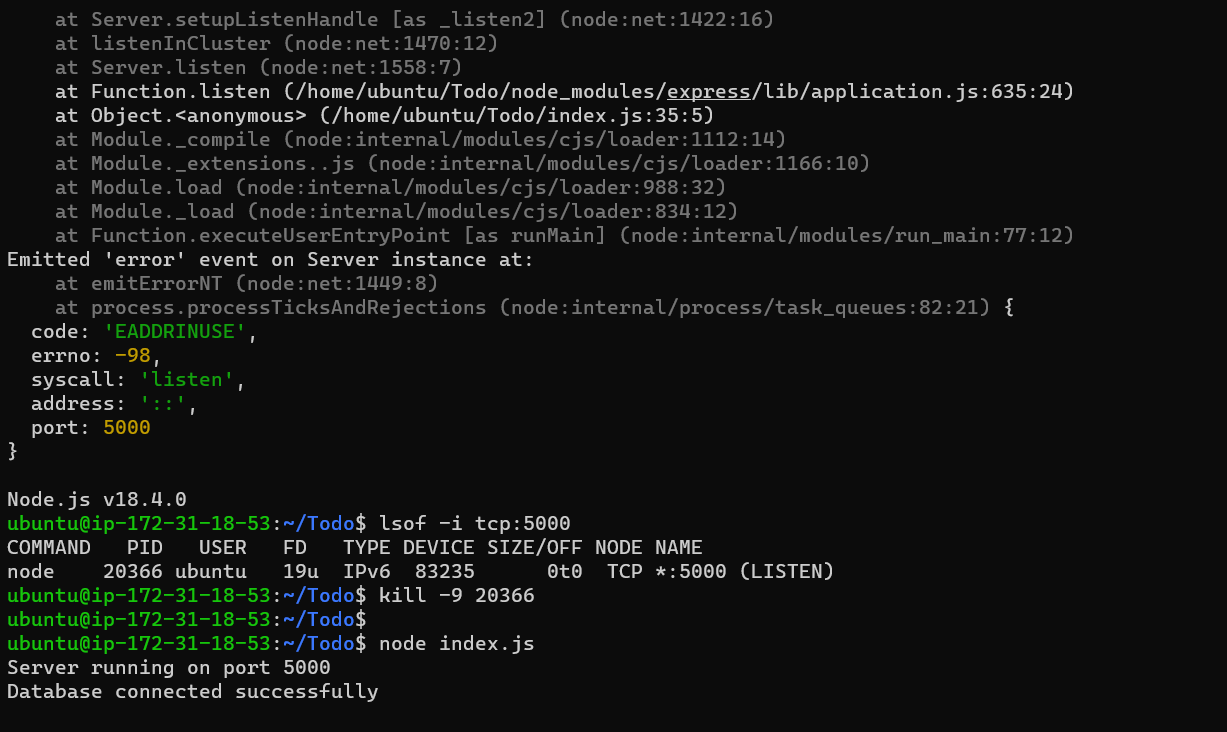 at Server.setupListenHandle [as _listen2] (node:net:1422:16)
    at listenInCluster (node:net:1470:12)
    at Server.listen (node:net:1558:7)
    at Function.listen (/home/ubuntu/Todo/node_modules/express/lib/application.js:635:24)
    at Object.<anonymous> (/home/ubuntu/Todo/index.js:35:5)
    at Module._compile (node:internal/modules/cjs/loader:1112:14)
    at Module._extensions..js (node:internal/modules/cjs/loader:1166:10)
    at Module.load (node:internal/modules/cjs/loader:988:32)
    at Module._load (node:internal/modules/cjs/loader:834:12)
    at Function.executeUserEntryPoint [as runMain] (node:internal/modules/run_main:77:12)
Emitted 'error' event on Server instance at:
    at emitErrorNT (node:net:1449:8)
    at process.processTicksAndRejections (node:internal/process/task_queues:82:21) {
  code: 'EADDRINUSE',
  errno: -98,
  syscall: 'listen',
  address: '::',
  port: 5000
}

Node.js v18.4.0
ubuntu@ip-172-31-18-53:~/Todo$ lsof -i tcp:5000
COMMAND   PID   USER   FD   TYPE DEVICE SIZE/OFF NODE NAME
node    20366 ubuntu   19u  IPv6  83235      0t0  TCP *:5000 (LISTEN)
ubuntu@ip-172-31-18-53:~/Todo$ kill -9 20366
ubuntu@ip-172-31-18-53:~/Todo$
ubuntu@ip-172-31-18-53:~/Todo$ node index.js
Server running on port 5000
Database connected successfully